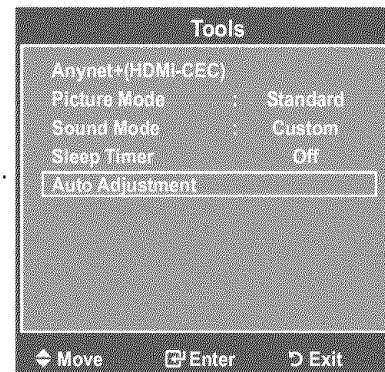 Tools
Anynet+(HDMI-CEC)
Picture Mode : Standard
Sound Mode : Custom
Sleep Timer Off
Auto Adjustment
Move Enter Exit